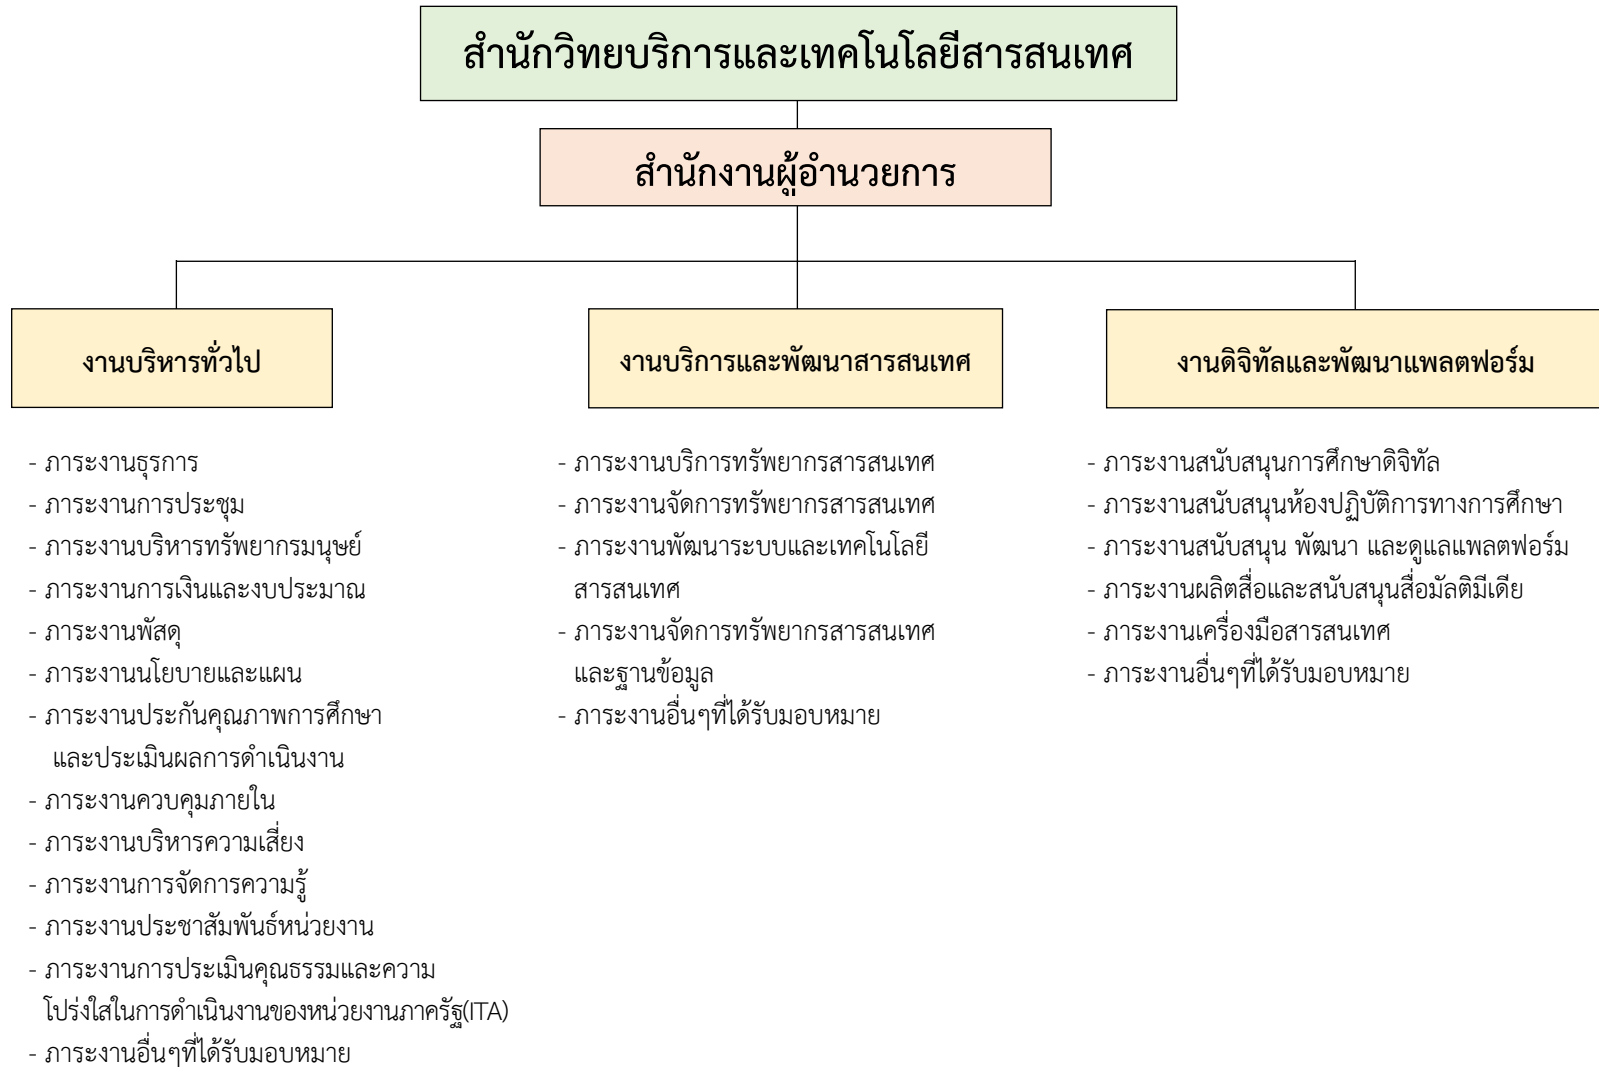 สำนักวิทยบริการและเทคโนโลยีสารสนเทศ
สำนักงานผู้อำนวยการ
งานบริหารทั่วไป
- ภาระงานธุรการ
- ภาระงานการประชุม
- ภาระงานบริหารทรัพยากรมนุษย์
- ภาระงานการเงินและงบประมาณ
- ภาระงานพัสดุ
- ภาระงานนโยบายและแผน
- ภาระงานประกันคุณภาพการศึกษา
และประเมินผลการดำเนินงาน
- ภาระงานควบคุมภายใน
- ภาระงานบริหารความเสี่ยง
- ภาระงานการจัดการความรู้
- ภาระงานประชาสัมพันธ์หน่วยงาน
- ภาระงานการประเมินคุณธรรมและความ
โปร่งใสในการดำเนินงานของหน่วยงานภาครัฐ(ITA)
- ภาระงานอื่นๆที่ได้รับมอบหมาย
งานบริการและพัฒนาสารสนเทศ
- ภาระงานบริการทรัพยากรสารสนเทศ
- ภาระงานจัดการทรัพยากรสารสนเทศ
- ภาระงานพัฒนาระบบและเทคโนโลยี
สารสนเทศ
- ภาระงานจัดการทรัพยากรสารสนเทศ
และฐานข้อมูล
- ภาระงานอื่นๆที่ได้รับมอบหมาย
งานดิจิทัลและพัฒนาแพลตฟอร์ม
- ภาระงานสนับสนุนการศึกษาดิจิทัล
- ภาระงานสนับสนุนห้องปฏิบัติการทางการศึกษา
- ภาระงานสนับสนุน พัฒนา และดูแลแพลตฟอร์ม
- ภาระงานผลิตสื่อและสนับสนุนสื่อมัลติมีเดีย
- ภาระงานเครื่องมือสารสนเทศ
- ภาระงานอื่นๆที่ได้รับมอบหมาย